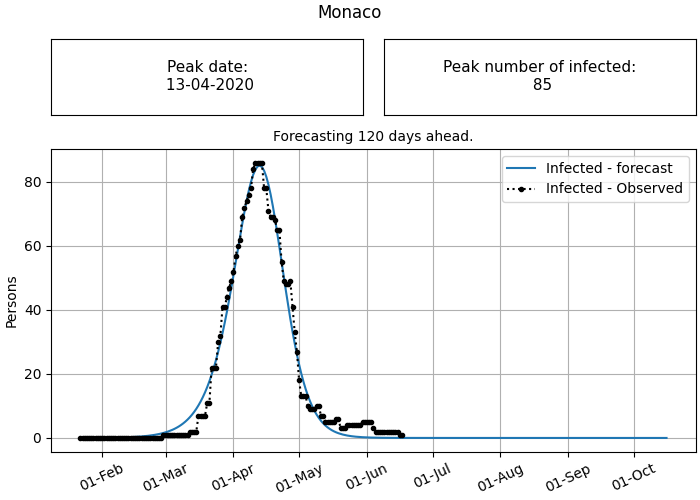 Monaco
Peak date:
13-04-2020
Peak number of infected:
85
Forecasting 120 days ahead.
Infected - forecast
Infected - Observed
Persons
80
60
40
20
0
01-Feb
01-Mar
01-Apr
01-May
01-Jun
01-Jul
01-Aug
01-Sep
01-Oct